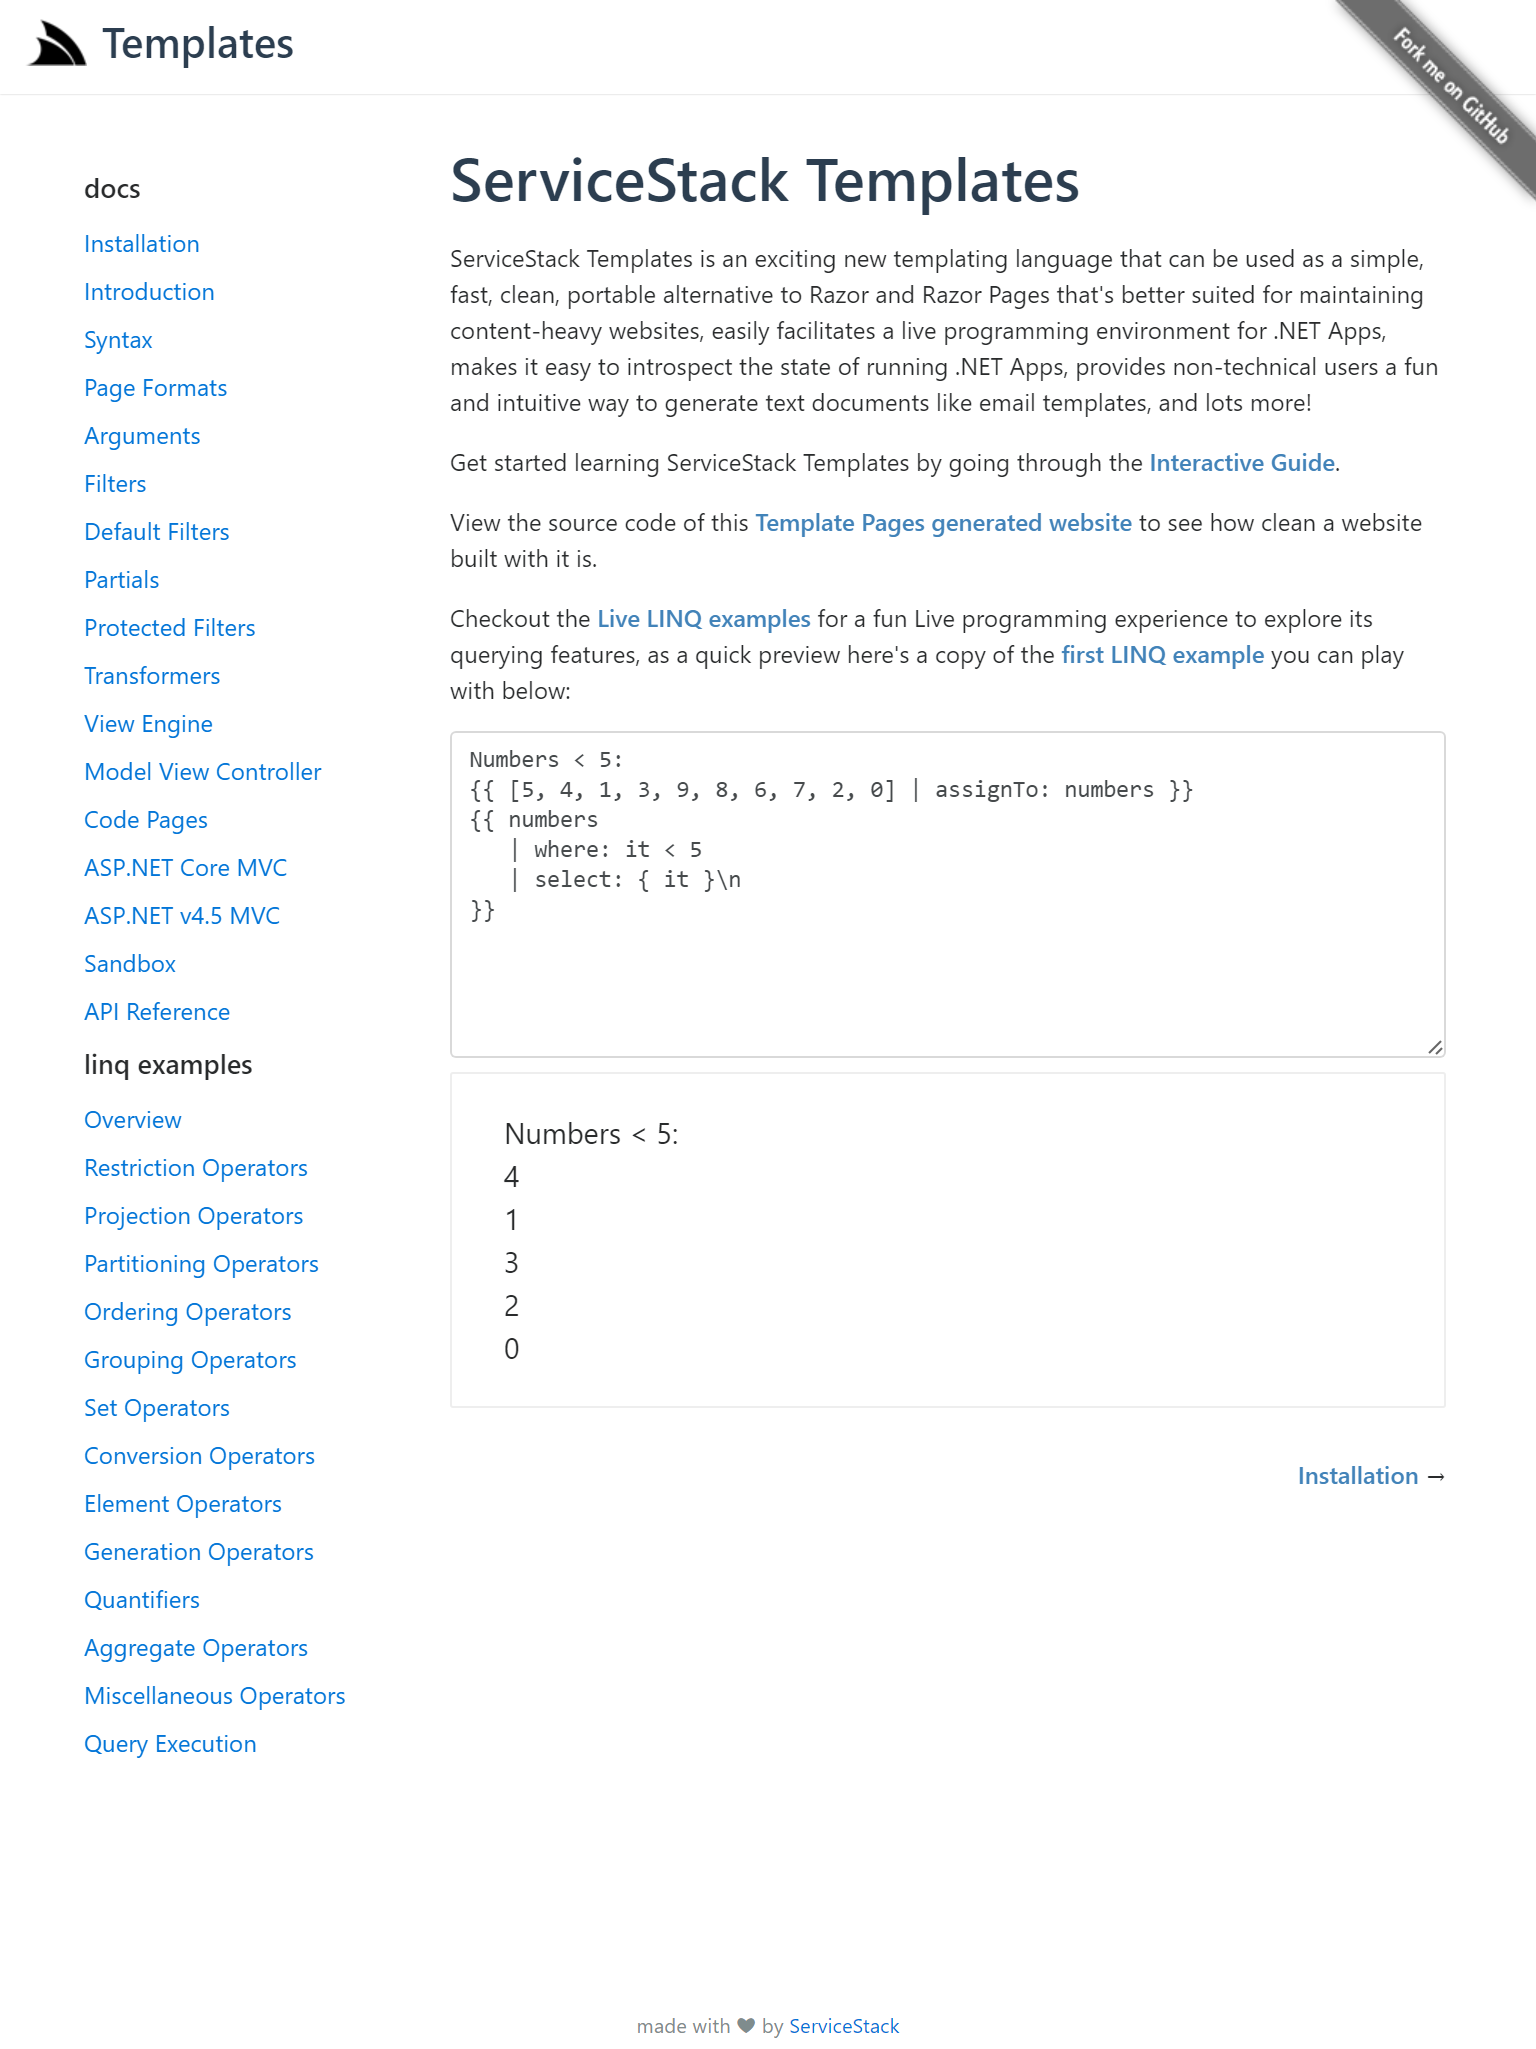 Templates
Fork me on GitHub
docs
Installation
Introduction
Syntax
Page Formats
Arguments
Filters
Default Filters
Partials
Protected Filters
Transformers
View Engine
Model View Controller
Code Pages
ASP.NET Core MVC
ASP.NET v4.5 MVC
Sandbox
API Reference
linq examples
Overview
Restriction Operators
Projection Operators
Partitioning Operators
Ordering Operators
Grouping Operators
Set Operators
Conversion Operators
Element Operators
Generation Operators
Quantifiers
Aggregate Operators
Miscellaneous Operators
Query Execution
ServiceStack Templates
ServiceStack Templates is an exciting new templating language that can be used as a simple,
fast, clean, portable alternative to Razor and Razor Pages that's better suited for maintaining
content-heavy websites, easily facilitates a live programming environment for .NET Apps,
makes it easy to introspect the state of running .NET Apps, provides non-technical users a fun
and intuitive way to generate text documents like email templates, and lots more!
Get started learning ServiceStack Templates by going through the Interactive Guide.
View the source code of this Template Pages generated website to see how clean a website
built with it is.
Checkout the Live LINQ examples for a fun Live programming experience to explore its
querying features, as a quick preview here's a copy of the first LINQ example you can play
with below:
Numbers < 5:
{{ [5, 4, 1, 3, 9, 8, 6, 7, 2, 0] | assignTo: numbers }}
{{ numbers
   | where: it < 5
   | select: { it }\n
}}
Numbers < 5:
4
1
3
2
0
Installation →
made with ♥ by ServiceStack